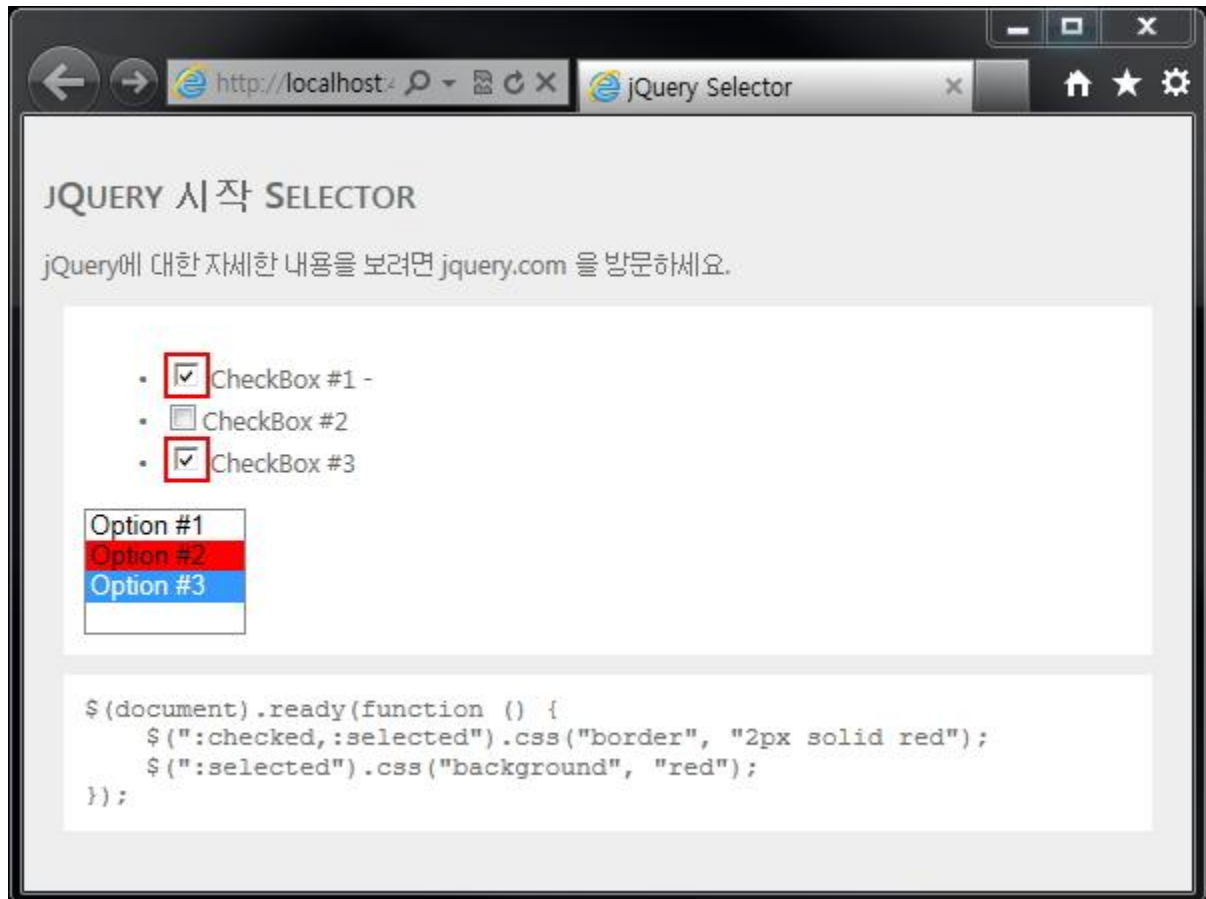 http://localhost:4
jQuery Selector
JQUERY 시작 SELECTOR
jQuery에 대한 자세한 내용을 보려면 jquery.com 을 방문하세요.
CheckBox #1 -
CheckBox #2
CheckBox #3
Option #1
Option #2
Option #3
$(document).ready(function () {
    $(":checked,:selected").css("border", "2px solid red");
    $(":selected").css("background", "red");
});